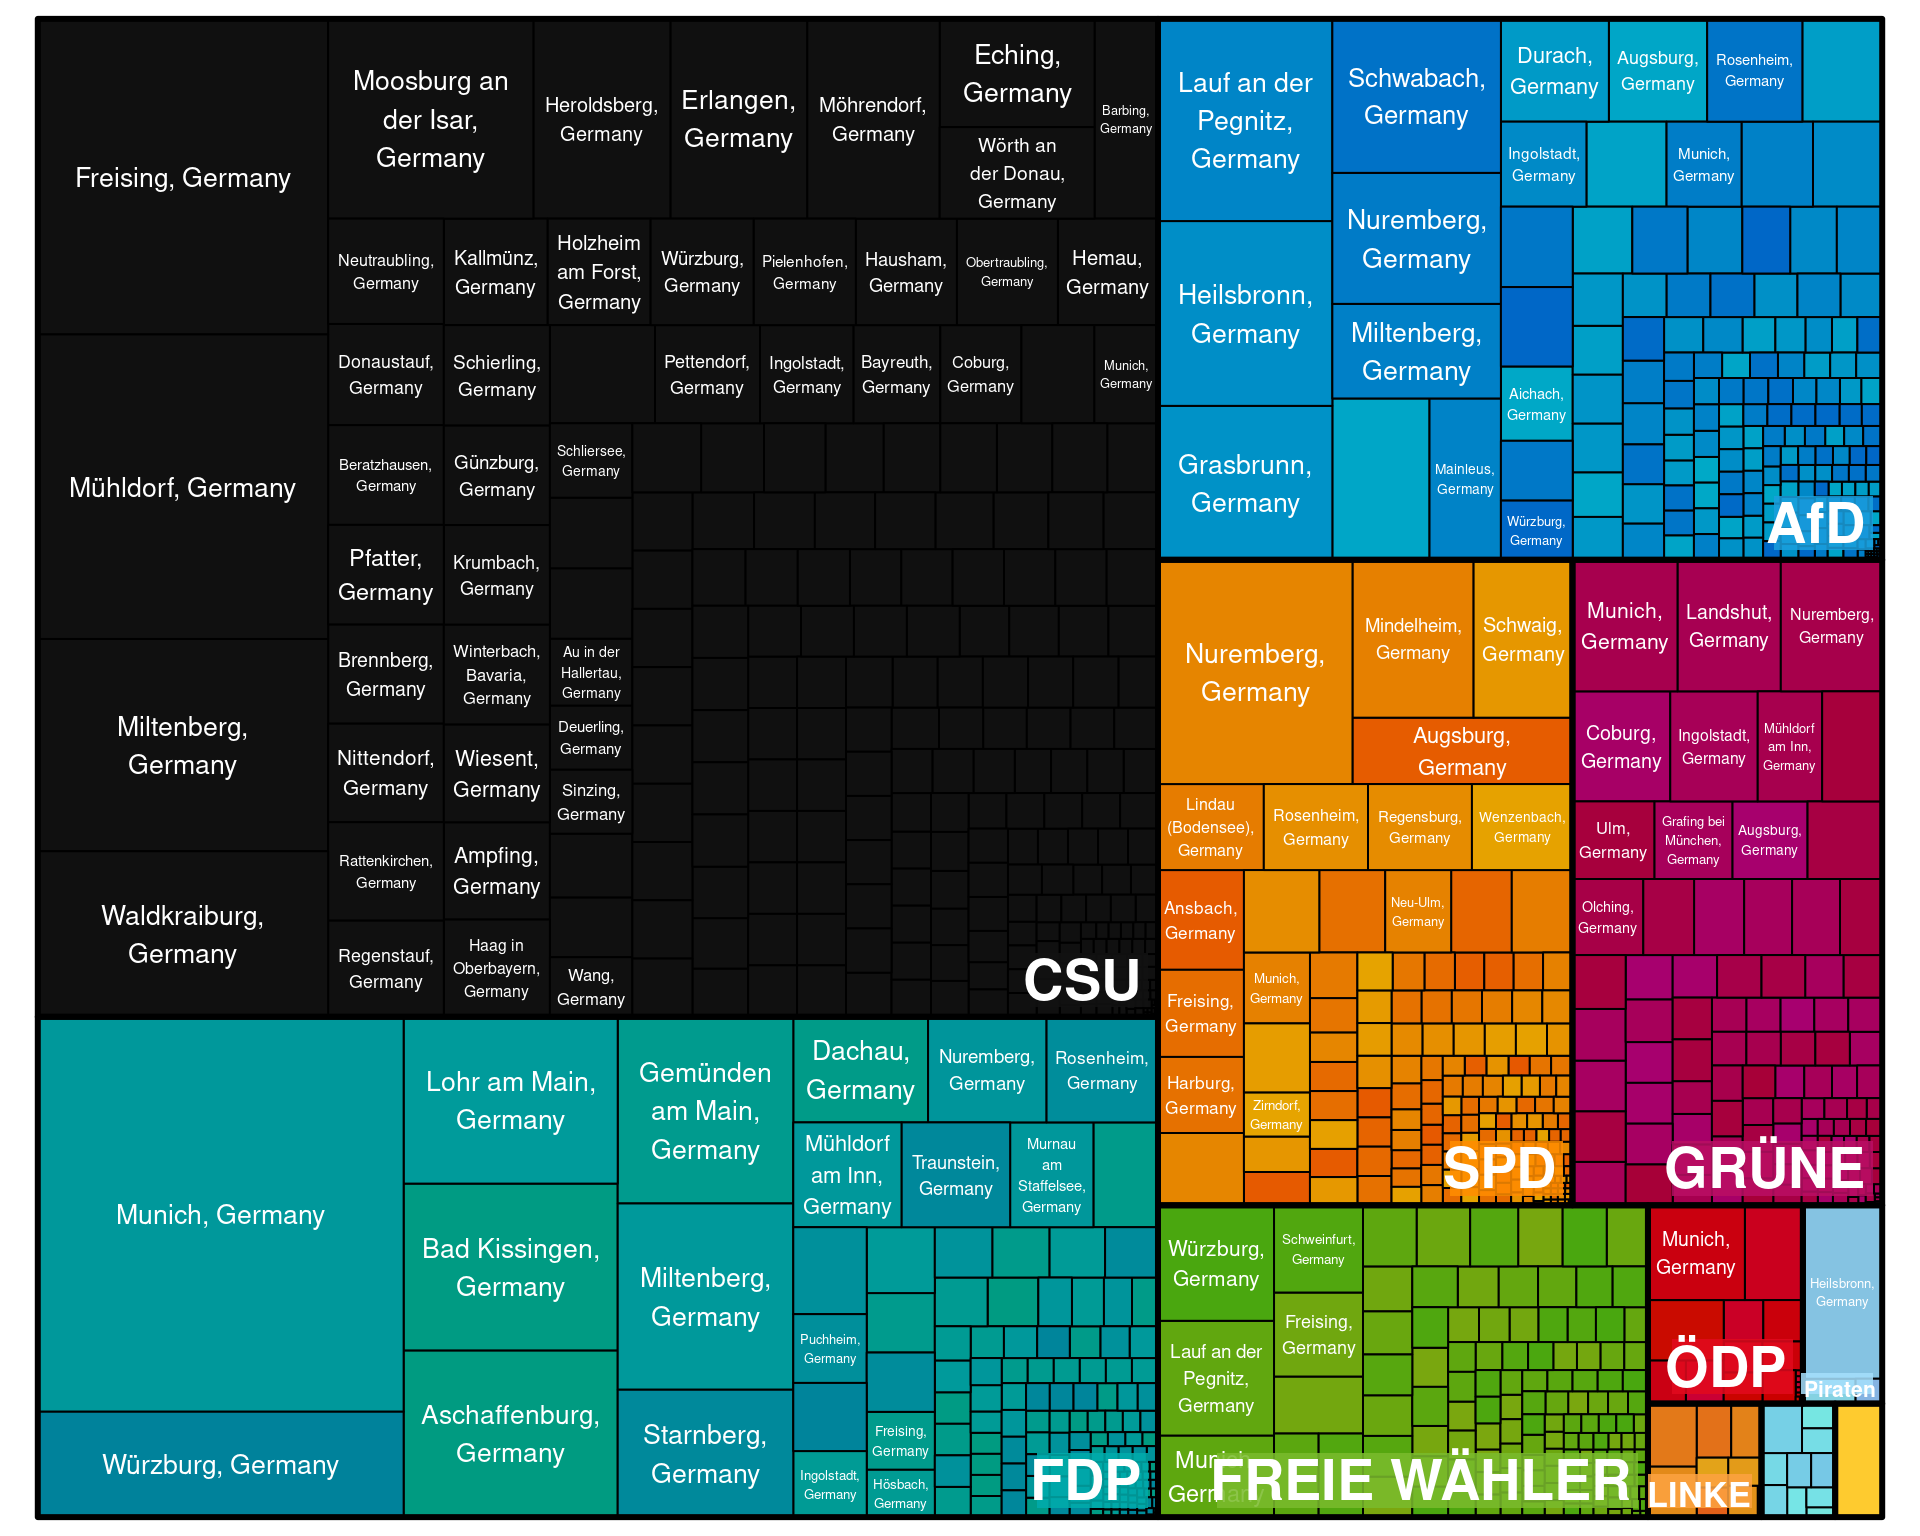 Freising, Germany
Mühldorf, Germany
Miltenberg,
Germany
Waldkraiburg,
Germany
Moosburg an
der Isar,
Germany
Heroldsberg,
Germany
Erlangen,
Germany
Möhrendorf,
Germany
Eching,
Germany
Wörth an
der Donau,
Germany
Barbing,
Germany
Neutraubling,
Germany
Kallmünz,
Germany
Holzheim
am Forst,
Germany
Würzburg,
Germany
Pielenhofen,
Germany
Hausham,
Germany
Obertraubling,
Germany
Hemau,
Germany
Donaustauf,
Germany
Schierling,
Germany
Pettendorf,
Germany
Ingolstadt,
Germany
Bayreuth,
Germany
Coburg,
Germany
Munich,
Germany
Beratzhausen,
Germany
Günzburg,
Germany
Schliersee,
Germany
Pfatter,
Germany
Krumbach,
Germany
Brennberg,
Germany
Winterbach,
Bavaria,
Germany
Au in der
Hallertau,
Germany
Deuerling,
Germany
Nittendorf,
Germany
Wiesent,
Germany
Sinzing,
Germany
Rattenkirchen,
Germany
Ampfing,
Germany
Regenstauf,
Germany
Haag in
Oberbayern,
Germany
Wang,
Germany
CSU
Lauf an der
Pegnitz,
Germany
Heilsbronn,
Germany
Grasbrunn,
Germany
Schwabach,
Germany
Nuremberg,
Germany
Miltenberg,
Germany
Mainleus,
Germany
Durach,
Germany
Augsburg,
Germany
Rosenheim,
Germany
Ingolstadt,
Germany
Munich,
Germany
Aichach,
Germany
Würzburg,
Germany
AfD
Nuremberg,
Germany
Mindelheim,
Germany
Schwaig,
Germany
Augsburg,
Germany
Lindau
(Bodensee),
Germany
Rosenheim,
Germany
Regensburg,
Germany
Wenzenbach,
Germany
Ansbach,
Germany
Neu-Ulm,
Germany
Freising,
Germany
Munich,
Germany
Harburg,
Germany
Zirndorf,
Germany
SPD
Munich,
Germany
Landshut,
Germany
Nuremberg,
Germany
Coburg,
Germany
Ingolstadt,
Germany
Mühldorf
am Inn,
Germany
Ulm,
Germany
Grafing bei
München,
Germany
Augsburg,
Germany
Olching,
Germany
GRÜNE
Munich, Germany
Würzburg, Germany
Lohr am Main,
Germany
Bad Kissingen,
Germany
Aschaffenburg,
Germany
Gemünden
am Main,
Germany
Miltenberg,
Germany
Starnberg,
Germany
Dachau,
Germany
Nuremberg,
Germany
Rosenheim,
Germany
Mühldorf
am Inn,
Germany
Traunstein,
Germany
Murnau
am
Staffelsee,
Germany
Puchheim,
Germany
Ingolstadt,
Germany
Freising,
Germany
Hösbach,
Germany
FDP
Würzburg,
Germany
Schweinfurt,
Germany
Lauf an der
Pegnitz,
Germany
Freising,
Germany
Munich,
Germany
FREIE WÄHLER
Munich,
Germany
ÖDP
Heilsbronn,
Germany
Piraten
LINKE